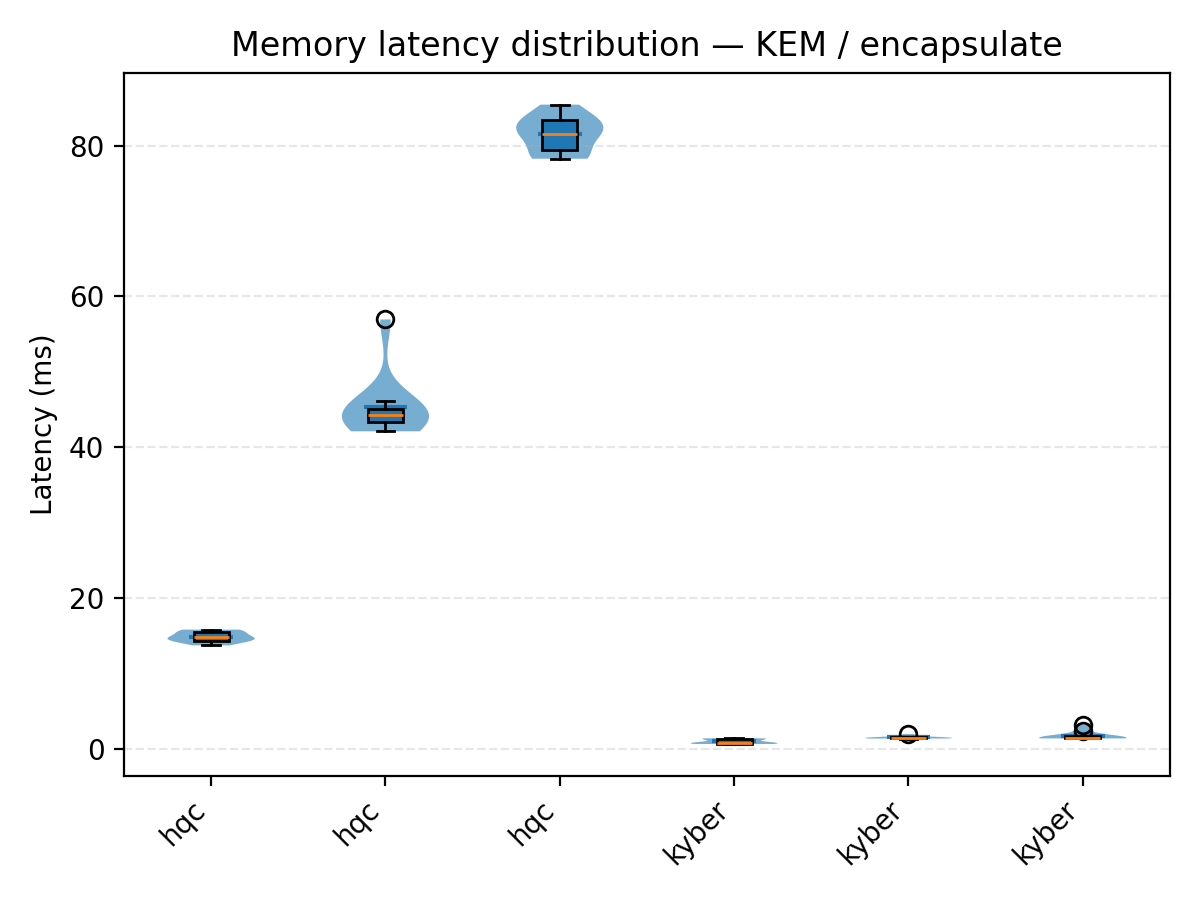 Memory latency distribution — KEM / encapsulate
Latency (ms)
80
60
40
20
0
hqc
hqc
hqc
kyber
kyber
kyber